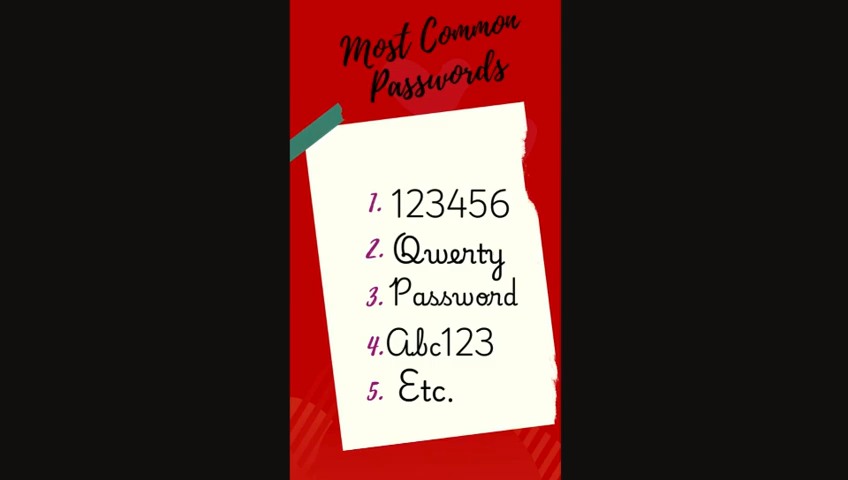 Most Common
Passwords
1. 123456
2. Qwerty
3. Password
4. Abc123
5. Etc.